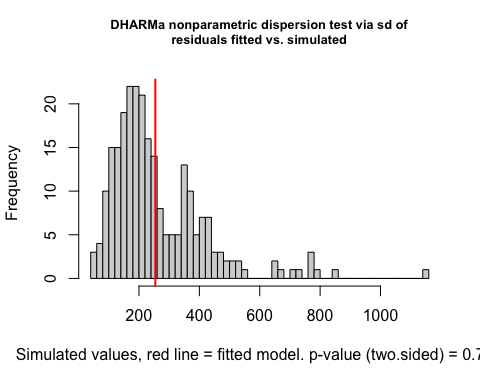 DHARMa nonparametric dispersion test via sd of
residuals fitted vs. simulated
Frequency
20
15
10
5
0
200 400 600 800 1000
Simulated values, red line = fitted model. p-value (two.sided) = 0.7